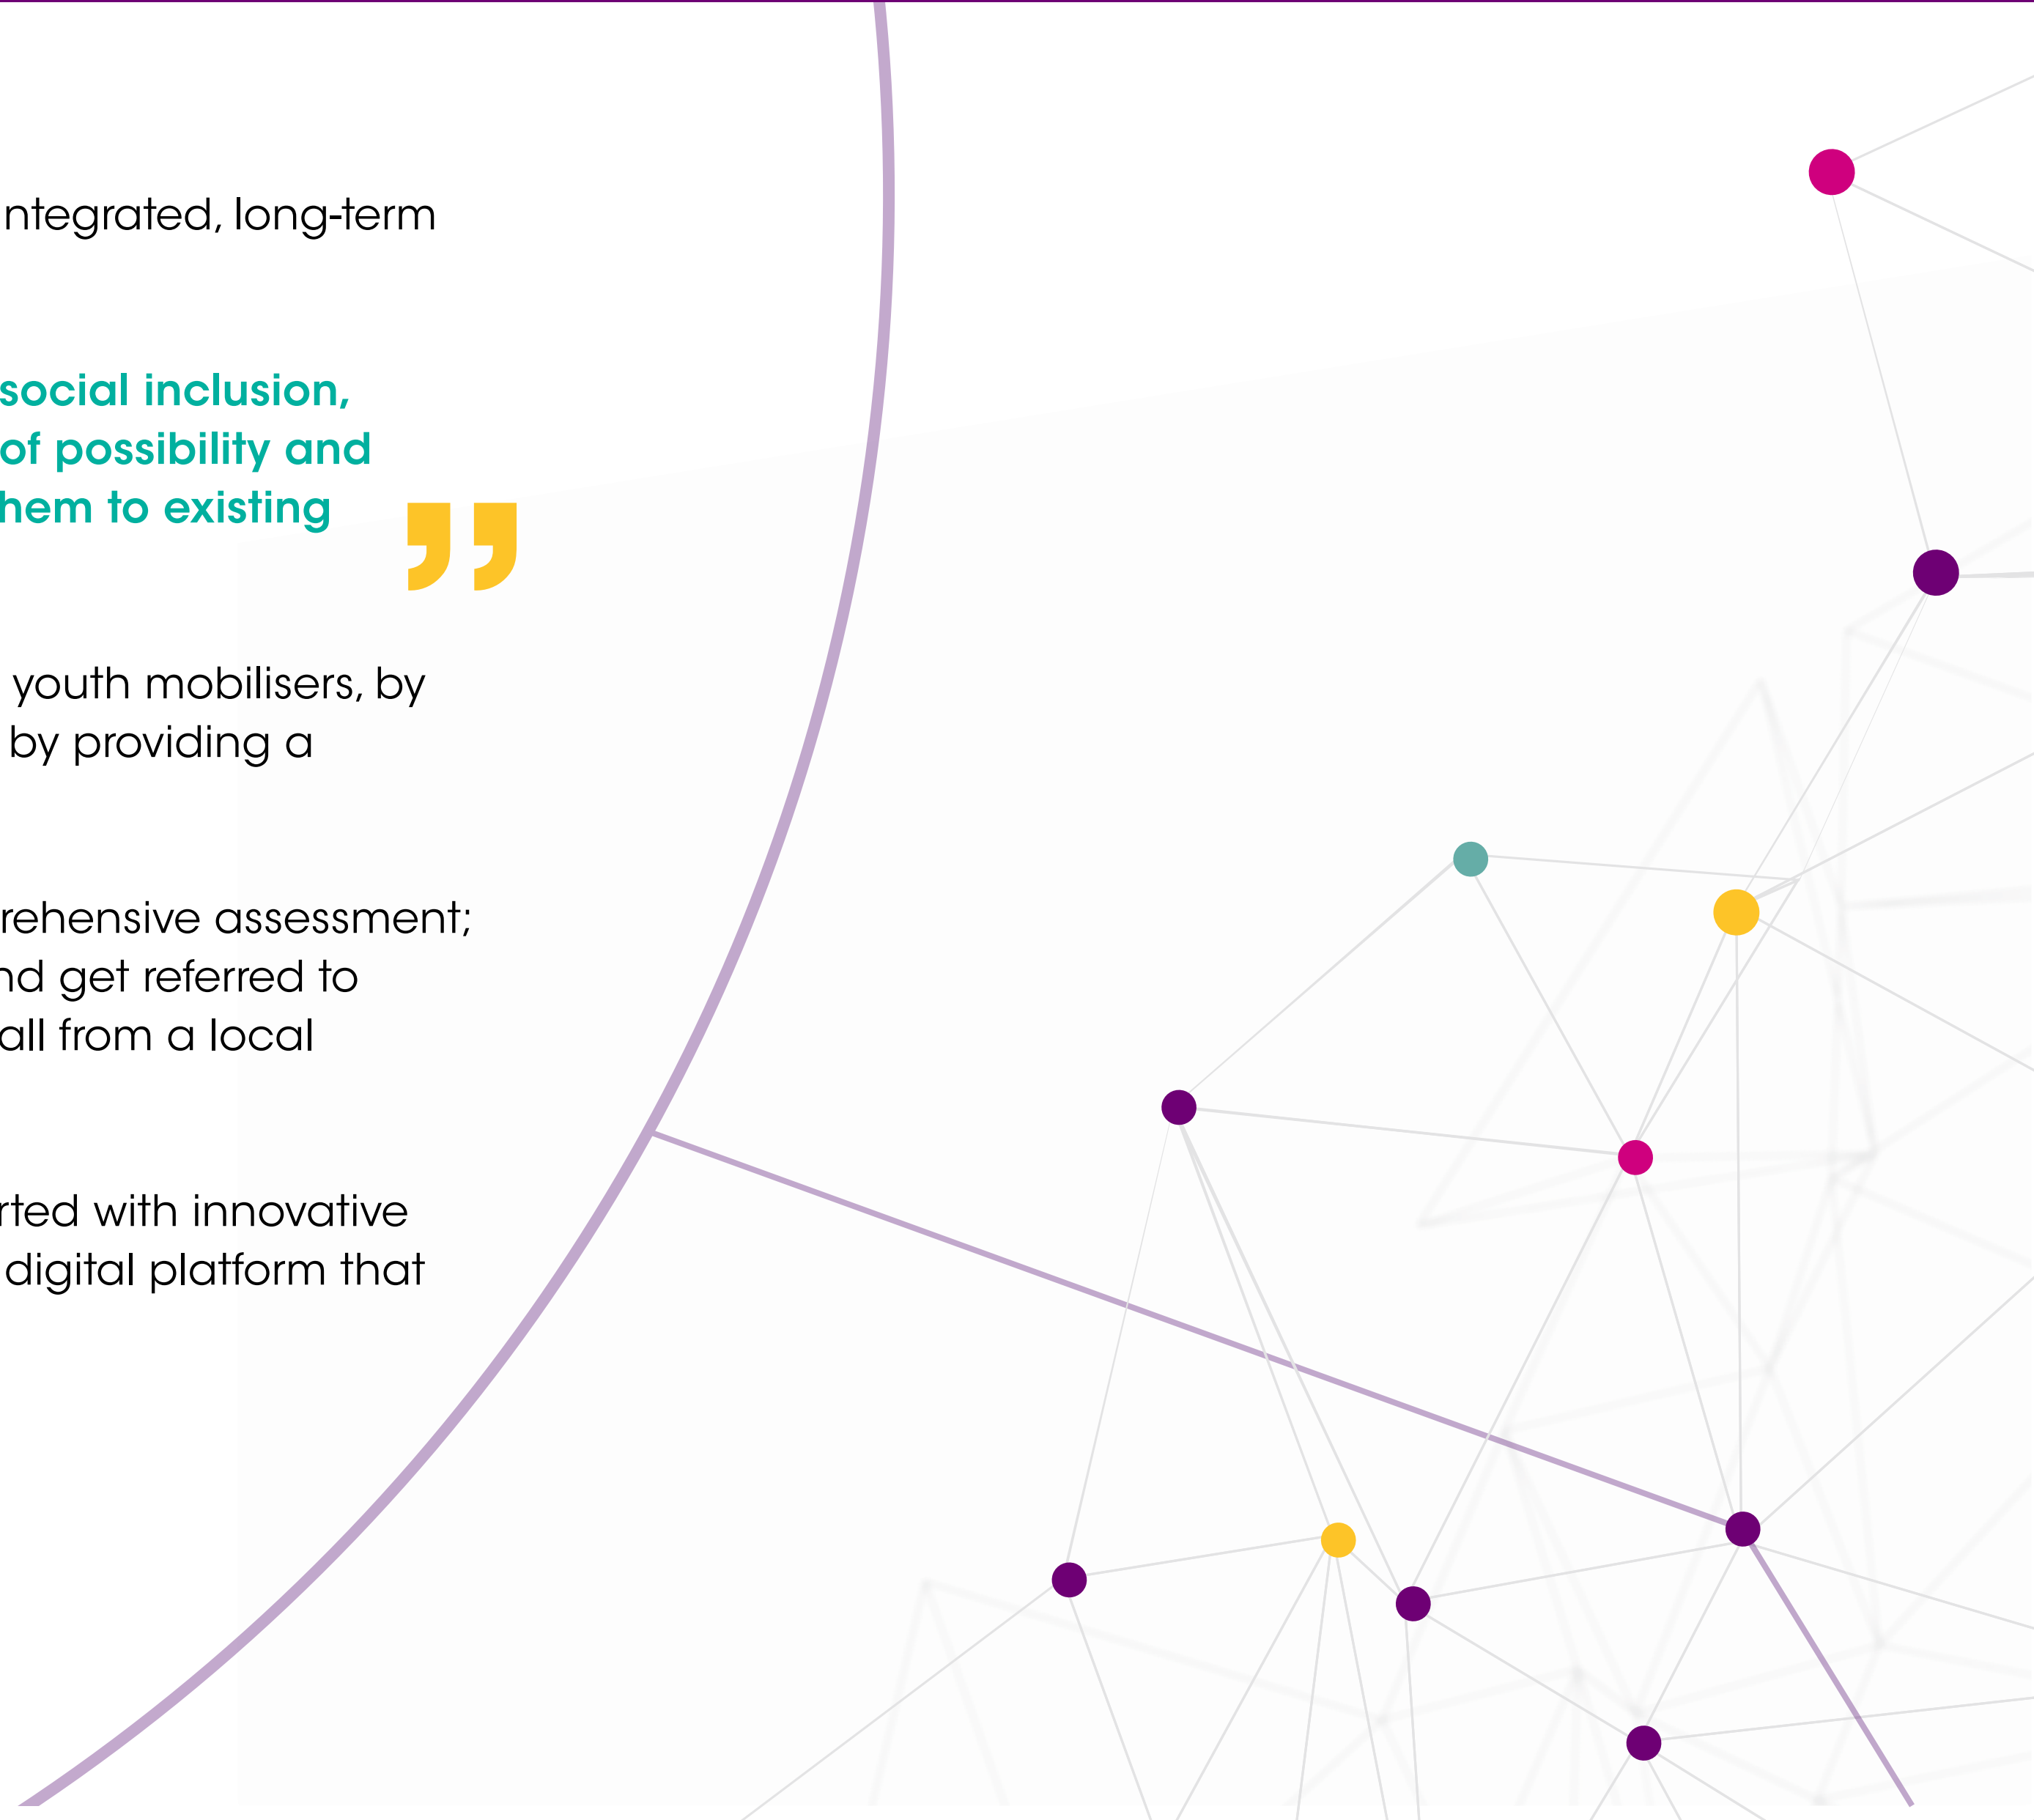 ntegrated, long-term
social inclusion,
of possibility and
hem to existing
”
youth mobilisers, by
by providing a
rehensive assessment;
nd get referred to
all from a local
rted with innovative
digital platform that